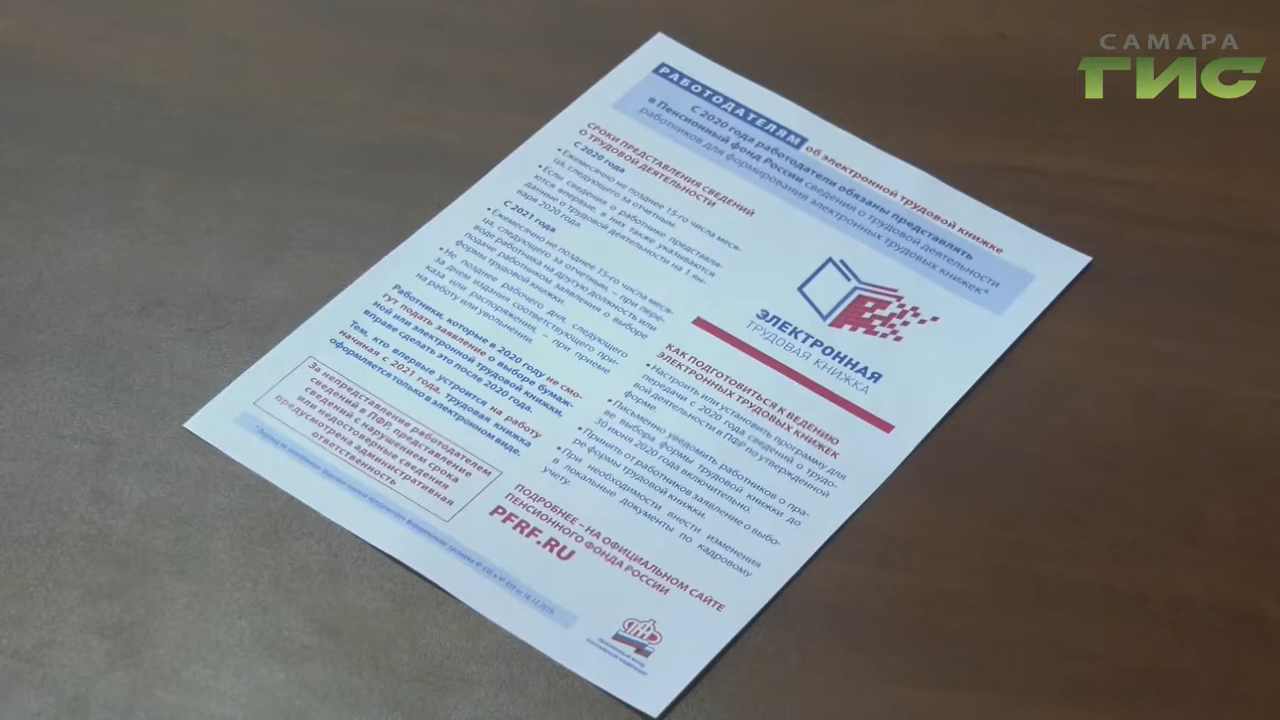 САМАРА
ГИС
РАБОТОДАТЕЛЯМ об электронной трудовой книжке
С 2020 года работодатели обязаны представлять
в Пенсионный фонд России сведения о трудовой деятельности
работников для формирования электронных трудовых книжек*
СРОКИ ПРЕДСТАВЛЕНИЯ СВЕДЕНИЙ
О ТРУДОВОЙ ДЕЯТЕЛЬНОСТИ
С 2020 года
• Ежемесячно не позднее 15-го числа меся-
ца, следующего за отчетным.
• Если сведения о работнике представля-
ются впервые, в них также указываются
данные о трудовой деятельности на 1 ян-
варя 2020 года.
С 2021 года
• Ежемесячно не позднее 15-го числа меся-
ца, следующего за отчетным, – при пере-
воде работника на другую должность или
подаче работником заявления о выборе
формы трудовой книжки
• Не позднее рабочего дня, следующего
за днем издания соответствующего при-
каза или распоряжения, – при приеме
на работу или увольнении.
Работники, которые в 2020 году не смо-
гут подать заявление о выборе бумаж-
ной или электронной трудовой книжки,
вправе сделать это после 2020 года.
Тем, кто впервые устроится на работу
начиная с 2021 года, трудовая книжка
оформляется только в электронном виде.
За непредставление работодателем
сведений в ПФР, представление
сведений с нарушением срока
или недостоверные сведения
предусмотрена административная
ответственность
ЭЛЕКТРОННАЯ
ТРУДОВАЯ КНИЖКА
КАК ПОДГОТОВИТЬСЯ К ВЕДЕНИЮ
ЭЛЕКТРОННЫХ ТРУДОВЫХ КНИЖЕК
• Настроить или установить программу для
передачи с 2020 года сведений о трудо-
вой деятельности в ПФР по утвержденной
форме.
• Письменно уведомить работников о пра-
ве выбора формы трудовой книжки до
30 июня 2020 года включительно.
• Принять от работников заявление о выбо-
ре формы трудовой книжки.
• При необходимости внести изменения
в локальные документы по кадровому
учету.
ПОДРОБНЕЕ – НА ОФИЦИАЛЬНОМ САЙТЕ
ПЕНСИОННОГО ФОНДА РОССИИ
PFRF.RU